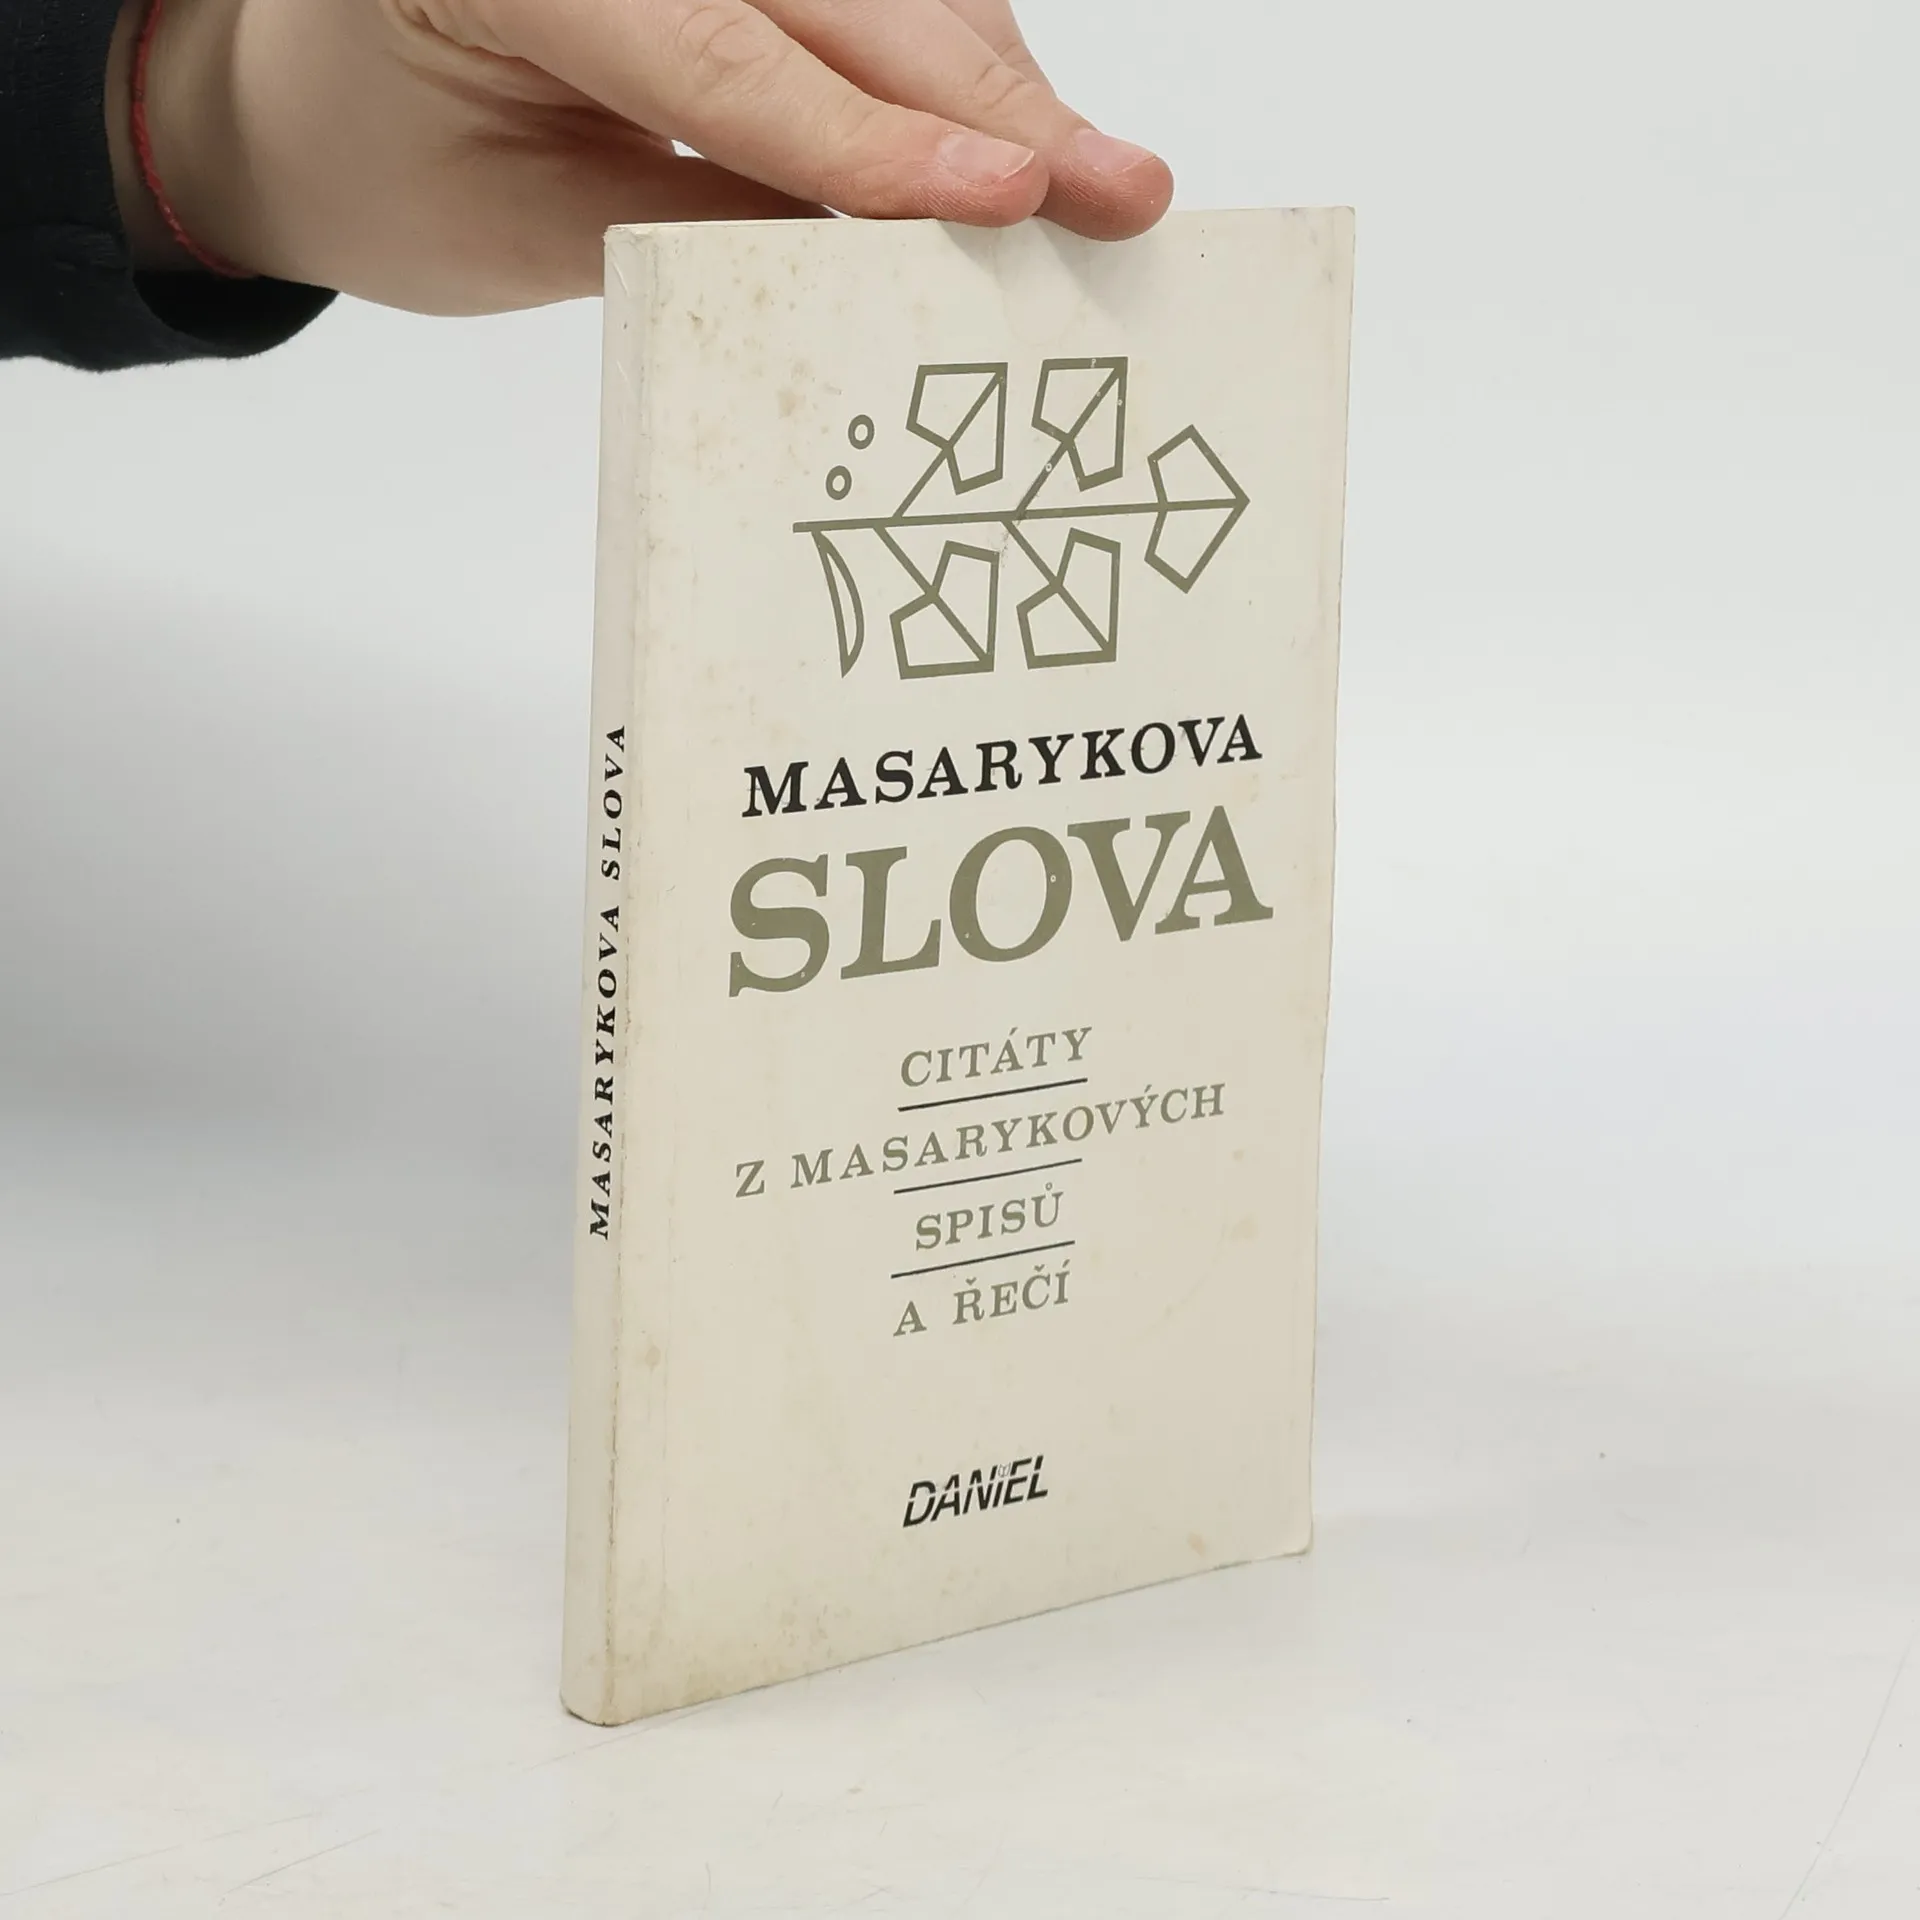 MASARYKOVA SLOVA
MASARYKOVA
SLOVA
CITÁTY
Z MASARYKOVÝCH
SPISŮ
A ŘEČÍ
DANIEL